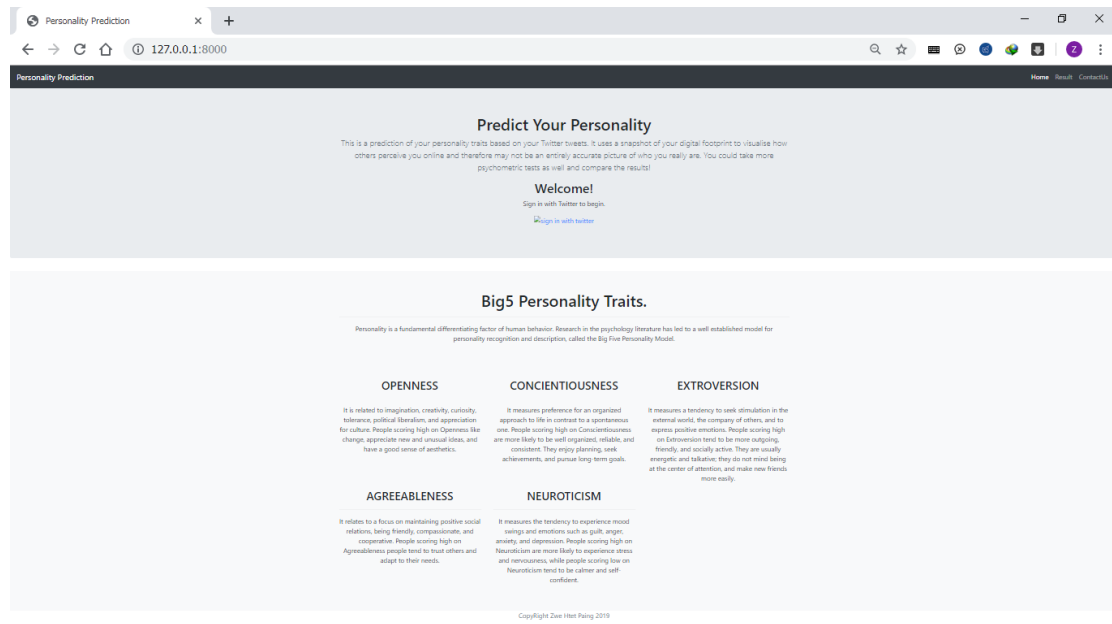 Personality Prediction
127.0.0.1:8000
Z
Personality Prediction
Home Result ContactUs
Predict Your Personality
This is a prediction of your personality traits based on your Twitter tweets. It uses a snapshot of your digital footprint to visualise how
others perceive you online and therefore may not be an entirely accurate picture of who you really are. You could take more
psychometric tests as well and compare the results!
Welcome!
Sign in with Twitter to begin.
sign in with twitter
Big5 Personality Traits.
Personality is a fundamental differentiating factor of human behavior. Research in the psychology literature has led to a well established model for
personality recognition and description, called the Big Five Personality Model.
OPENNESS
It is related to imagination, creativity, curiosity,
tolerance, political liberalism, and appreciation
for culture. People scoring high on Openness like
change, appreciate new and unusual ideas, and
have a good sense of aesthetics.
CONCIENTIOUSNESS
It measures preference for an organized
approach to life in contrast to a spontaneous
one. People scoring high on Conscientiousness
are more likely to be well organized, reliable, and
consistent. They enjoy planning, seek
achievements, and pursue long-term goals.
EXTROVERSION
It measures a tendency to seek stimulation in the
external world, the company of others, and to
express positive emotions. People scoring high
on Extroversion tend to be more outgoing,
friendly, and socially active. They are usually
energetic and talkative; they do not mind being
at the center of attention, and make new friends
more easily.
AGREEABLENESS
It relates to a focus on maintaining positive social
relations, being friendly, compassionate, and
cooperative. People scoring high on
Agreeableness people tend to trust others and
adapt to their needs.
NEUROTICISM
It measures the tendency to experience mood
swings and emotions such as guilt, anger,
anxiety, and depression. People scoring high on
Neuroticism are more likely to experience stress
and nervousness, while people scoring low on
Neuroticism tend to be calmer and self-
confident.
CopyRight Zwe Htet Paing 2019